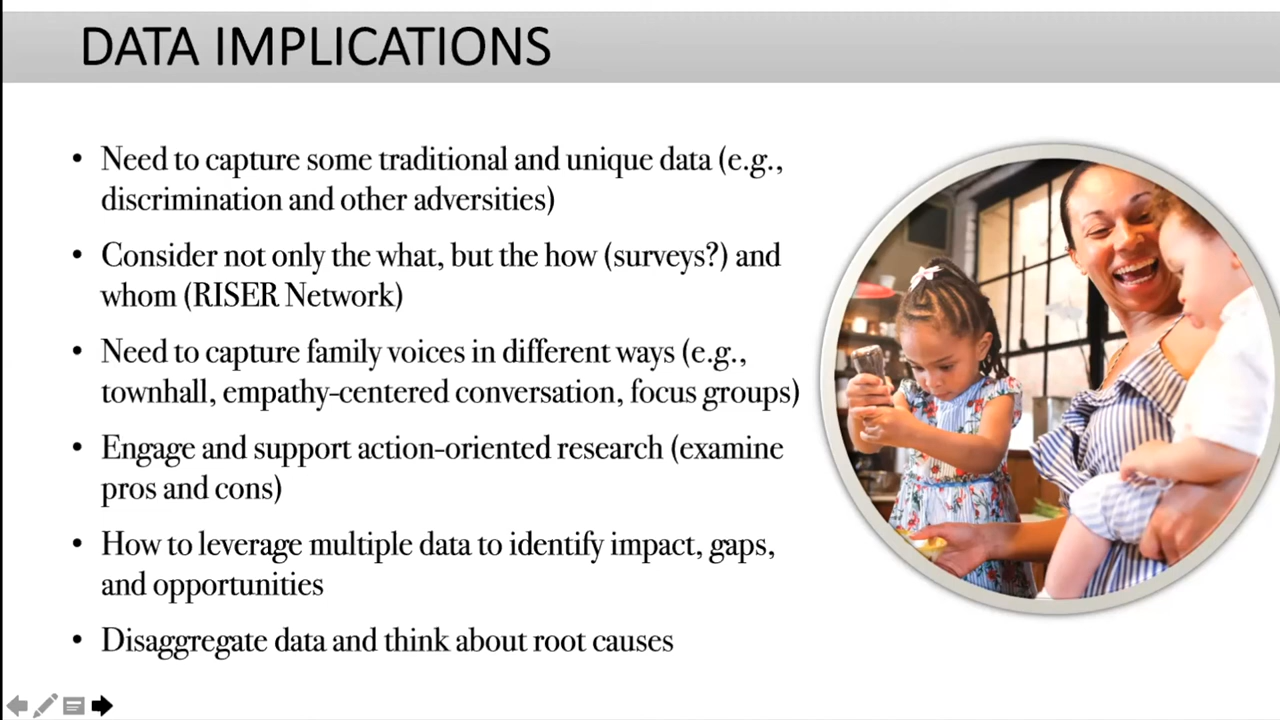 DATA IMPLICATIONS
• Need to capture some traditional and unique data (e.g.,
discrimination and other adversities)
• Consider not only the what, but the how (surveys?) and
whom (RISER Network)
• Need to capture family voices in different ways (e.g.,
townhall, empathy-centered conversation, focus groups)
• Engage and support action-oriented research (examine
pros and cons)
• How to leverage multiple data to identify impact, gaps,
and opportunities
• Disaggregate data and think about root causes